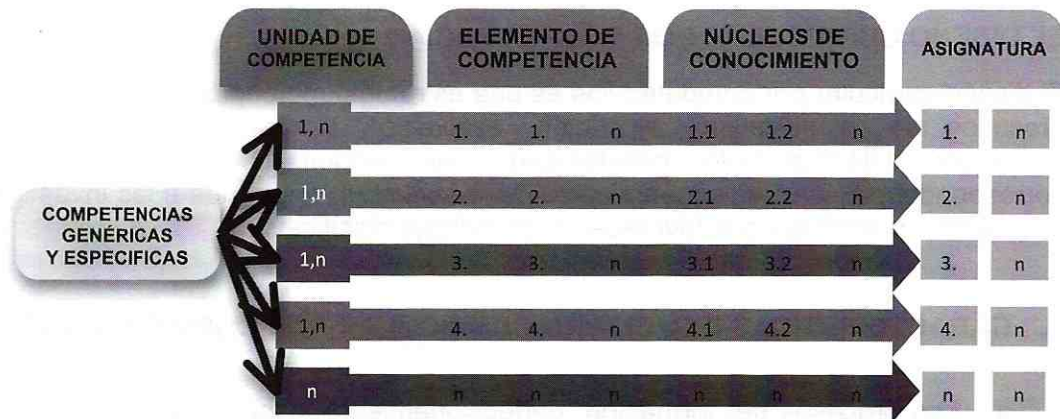 UNIDAD DE
COMPETENCIA
ELEMENTO DE
COMPETENCIA
NÚCLEOS DE
CONOCIMIENTO
ASIGNATURA
COMPETENCIAS
GENÉRICAS
Y ESPECIFICAS
1, n 1. 1. n 1.1 1.2 n 1. n
1,n 2. 2. n 2.1 2.2 n 2. n
1,n 3. 3. n 3.1 3.2 n 3. n
1,n 4. 4. n 4.1 4.2 n 4. n
n n n n n n n n n